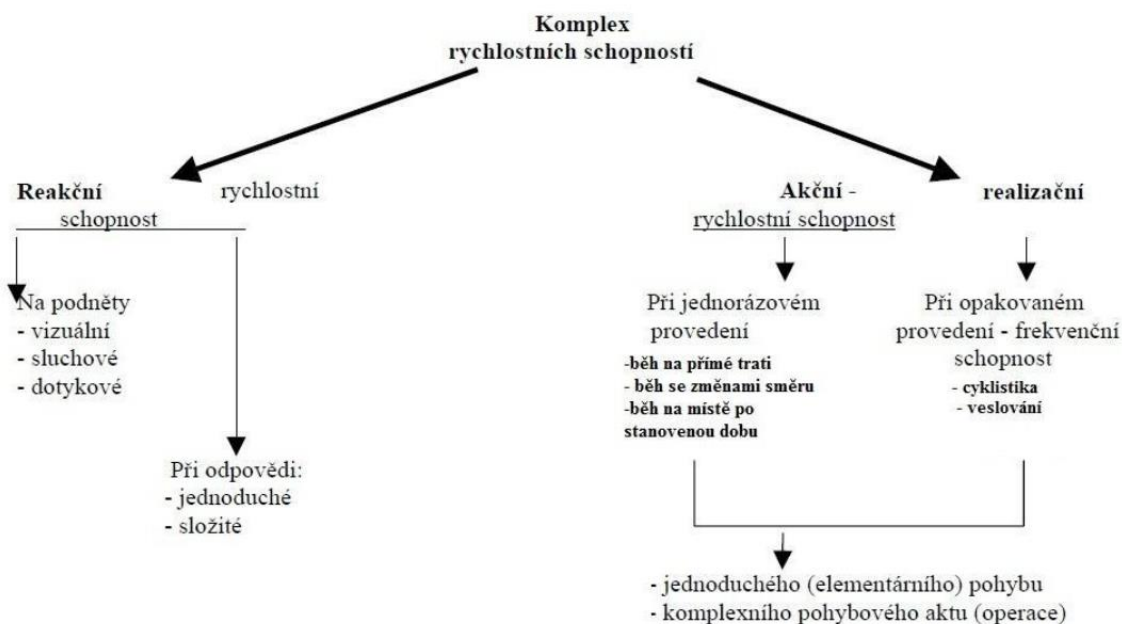 Komplex
rychlostních schopností
Reakční rychlostní
schopnost
Na podněty
- vizuální
- sluchové
- dotykové
Při odpovědi:
- jednoduché
- složité
Akční - realizační
rychlostní schopnost
Při jednorázovém
provedení
-běh na přímé trati
- běh se změnami směru
-běh na místě po
stanovenou dobu
Při opakovaném
provedení - frekvenční
schopnost
- cyklistika
- veslování
- jednoduchého (elementárního) pohybu
- komplexního pohybového aktu (operace)